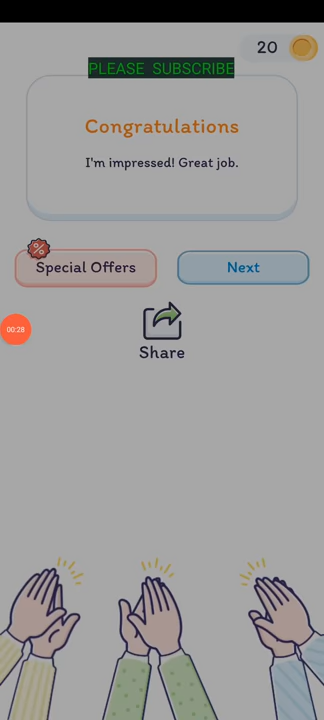 20
PLEASE SUBSCRIBE
Congratulations
I'm impressed! Great job.
%
Special Offers
Next
00:28
Share